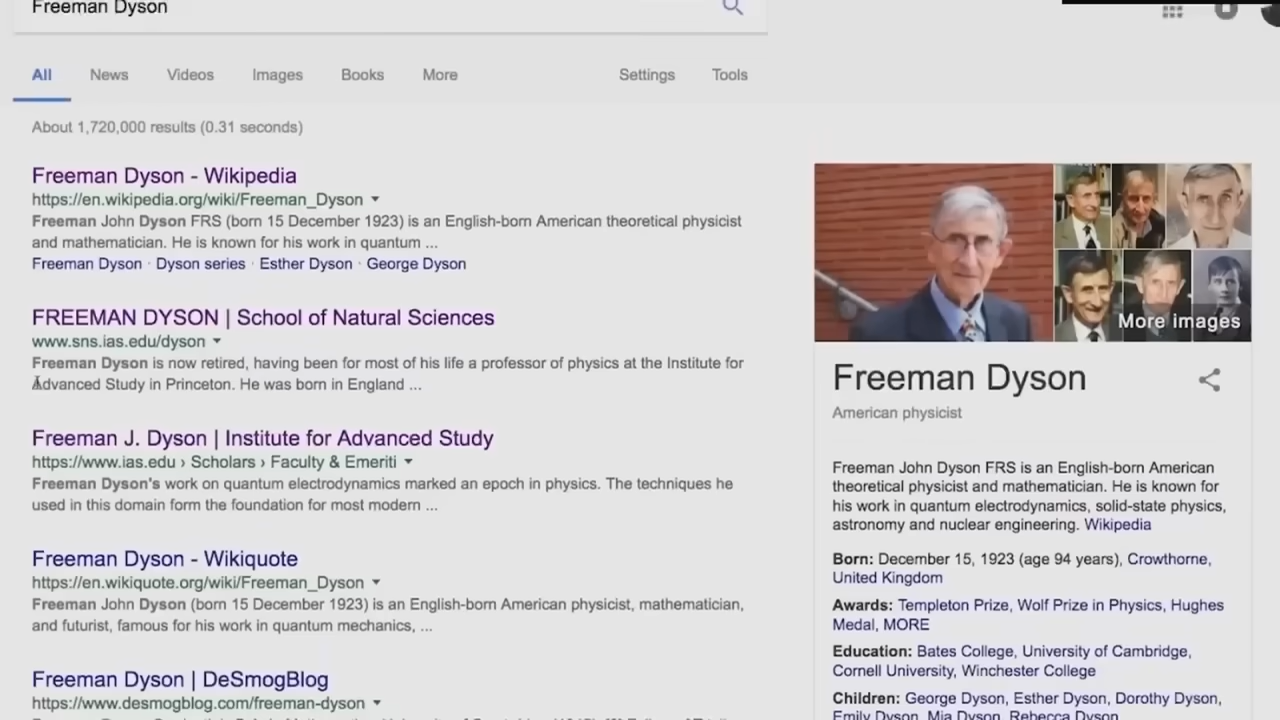 Freeman Dyson
All News Videos Images Books More Settings Tools
About 1,720,000 results (0.31 seconds)
Freeman Dyson - Wikipedia
https://en.wikipedia.org/wiki/Freeman_Dyson
Freeman John Dyson FRS (born 15 December 1923) is an English-born American theoretical physicist
and mathematician. He is known for his work in quantum ...
Freeman Dyson · Dyson series · Esther Dyson · George Dyson
FREEMAN DYSON | School of Natural Sciences
www.sns.ias.edu/dyson
Freeman Dyson is now retired, having been for most of his life a professor of physics at the Institute for
Advanced Study in Princeton. He was born in England ...
Freeman J. Dyson | Institute for Advanced Study
https://www.ias.edu › Scholars › Faculty & Emeriti
Freeman Dyson's work on quantum electrodynamics marked an epoch in physics. The techniques he
used in this domain form the foundation for most modern ...
Freeman Dyson - Wikiquote
https://en.wikiquote.org/wiki/Freeman_Dyson
Freeman John Dyson (born 15 December 1923) is an English-born American physicist, mathematician,
and futurist, famous for his work in quantum mechanics, ...
Freeman Dyson | DeSmogBlog
https://www.desmogblog.com/freeman-dyson
More images
Freeman Dyson
American physicist
Freeman John Dyson FRS is an English-born American
theoretical physicist and mathematician. He is known for
his work in quantum electrodynamics, solid-state physics,
astronomy and nuclear engineering. Wikipedia
Born: December 15, 1923 (age 94 years), Crowthorne,
United Kingdom
Awards: Templeton Prize, Wolf Prize in Physics, Hughes
Medal, MORE
Education: Bates College, University of Cambridge,
Cornell University, Winchester College
Children: George Dyson, Esther Dyson, Dorothy Dyson,
Emily Dyson, Mia Dyson, Rebecca Dyson